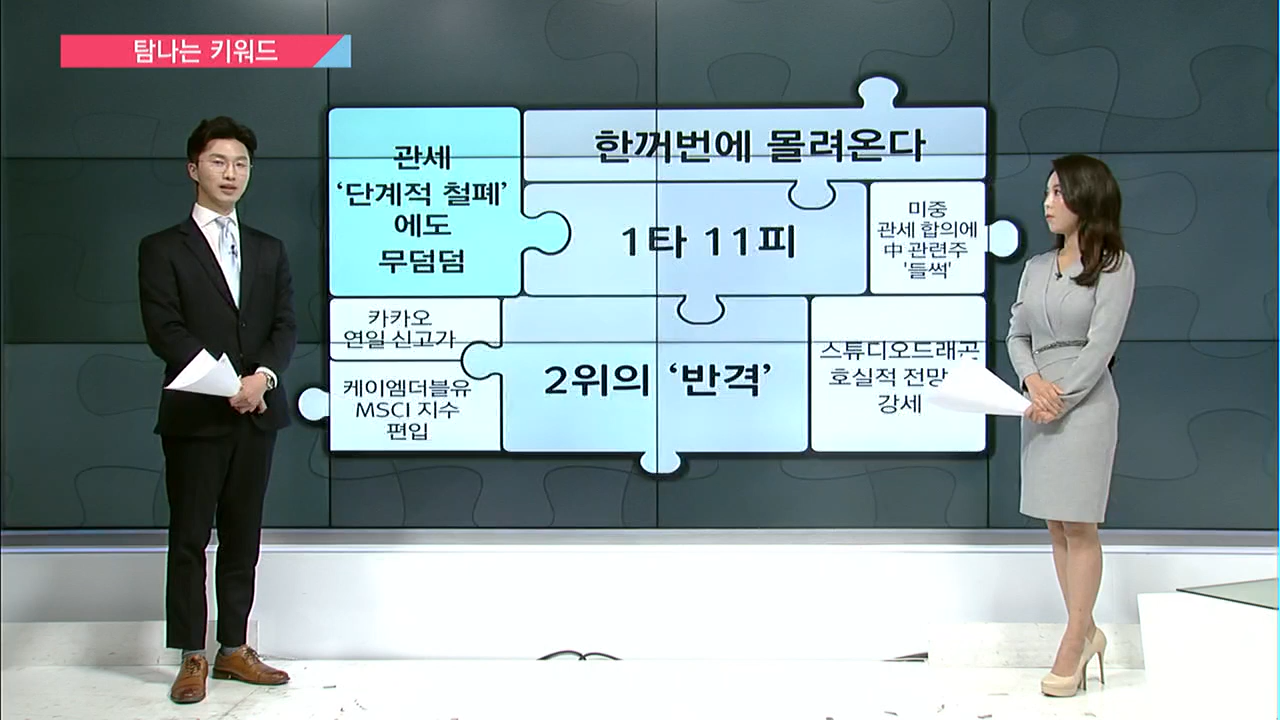 탐나는 키워드
관세
‘단계적 철폐’
에도
무덤덤
한꺼번에 몰려온다
1타 11피
미중
관세 합의에
中 관련주
'들썩'
카카오
연일 신고가
케이엠더블유
MSCI 지수
편입
2위의 ‘반격’
스튜디오드래곤
호실적 전망
강세